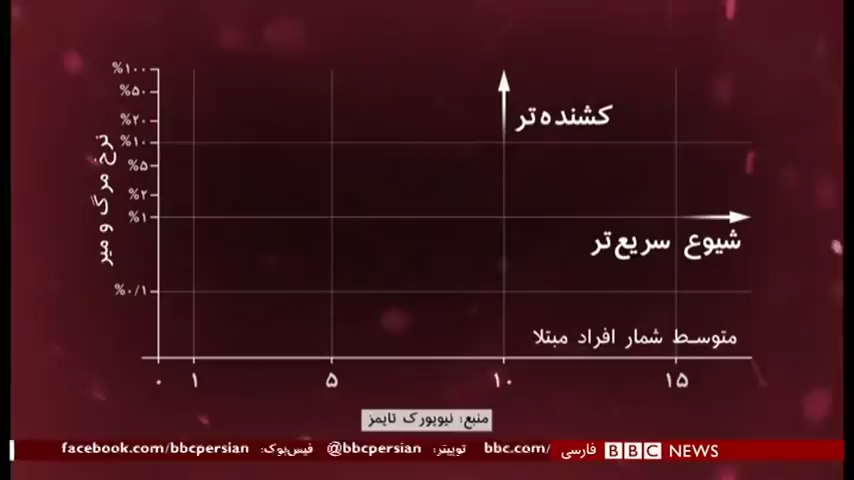 %۱۰۰
%۵۰
%۲۰
%۱۰
%۵
%۲
%۱
%۰/۱
نرخ مرگ و میر
کشنده‌تر
شیوع سریع‌تر
متوسط شمار افراد مبتلا
۰ ۱ ۵ ۱۰ ۱۵
منبع: نیویورک تایمز
facebook.com/bbcpersian فیس‌بوک: @bbcpersian توییتر: bbc.com/ فارسی BBC NEWS